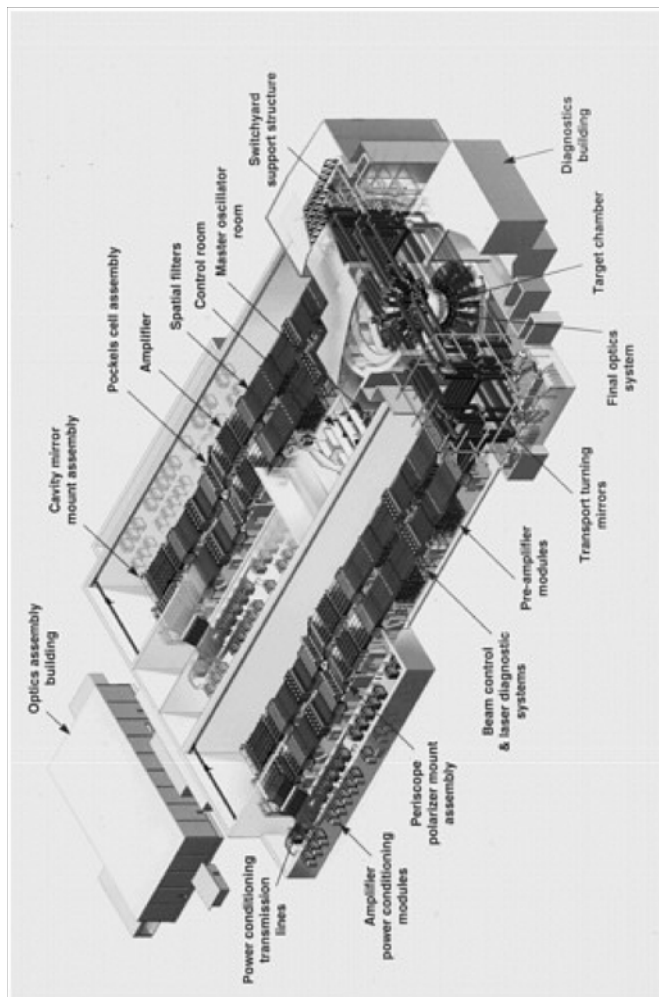 Optics assembly
building
Cavity mirror
mount assembly
Pockels cell assembly
Amplifier
Spatial filters
Control room
Master oscillator
room
Switchyard
support structure
Power conditioning
transmission
lines
Amplifier
power conditioning
modules
Periscope
polarizer mount
assembly
Beam control
& laser diagnostic
systems
Pre-amplifier
modules
Transport turning
mirrors
Final optics
system
Target chamber
Diagnostics
building